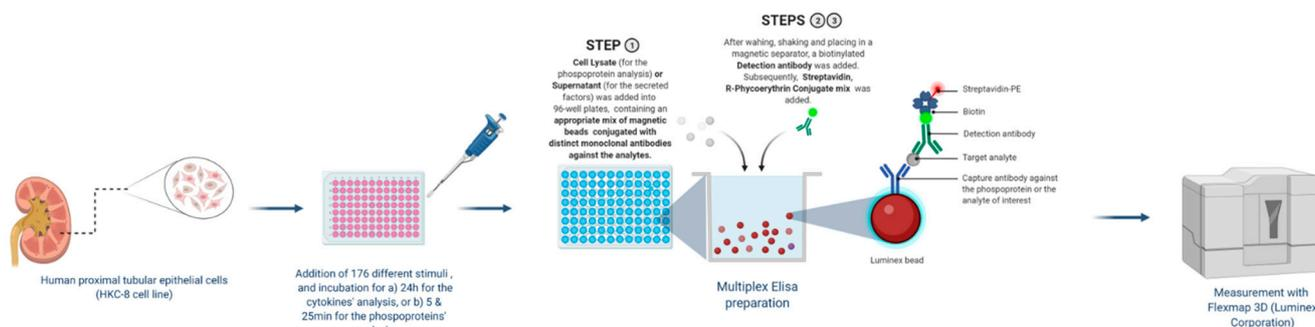 Human proximal tubular epithelial cells
(HKC-8 cell line)
Addition of 176 different stimuli ,
and incubation for a) 24h for the
cytokines' analysis, or b) 5 &
25min for the phospoproteins'
STEP 1
Cell Lysate (for the
phospoprotein analysis) or
Supernatant (for the secreted
factors) was added into
96-well plates, containing an
appropriate mix of magnetic
beads conjugated with
distinct monoclonal antibodies
against the analytes.
STEPS 2 3
After wahing, shaking and placing in a
magnetic separator, a biotinylated
Detection antibody was added.
Subsequently, Streptavidin,
R-Phycoerythrin Conjugate mix was
added.
Multiplex Elisa
preparation
Streptavidin-PE
Biotin
Detection antibody
Target analyte
Capture antibody against
the phospoprotein or the
analyte of interest
Luminex bead
Measurement with
Flexmap 3D (Luminex
Corporation)